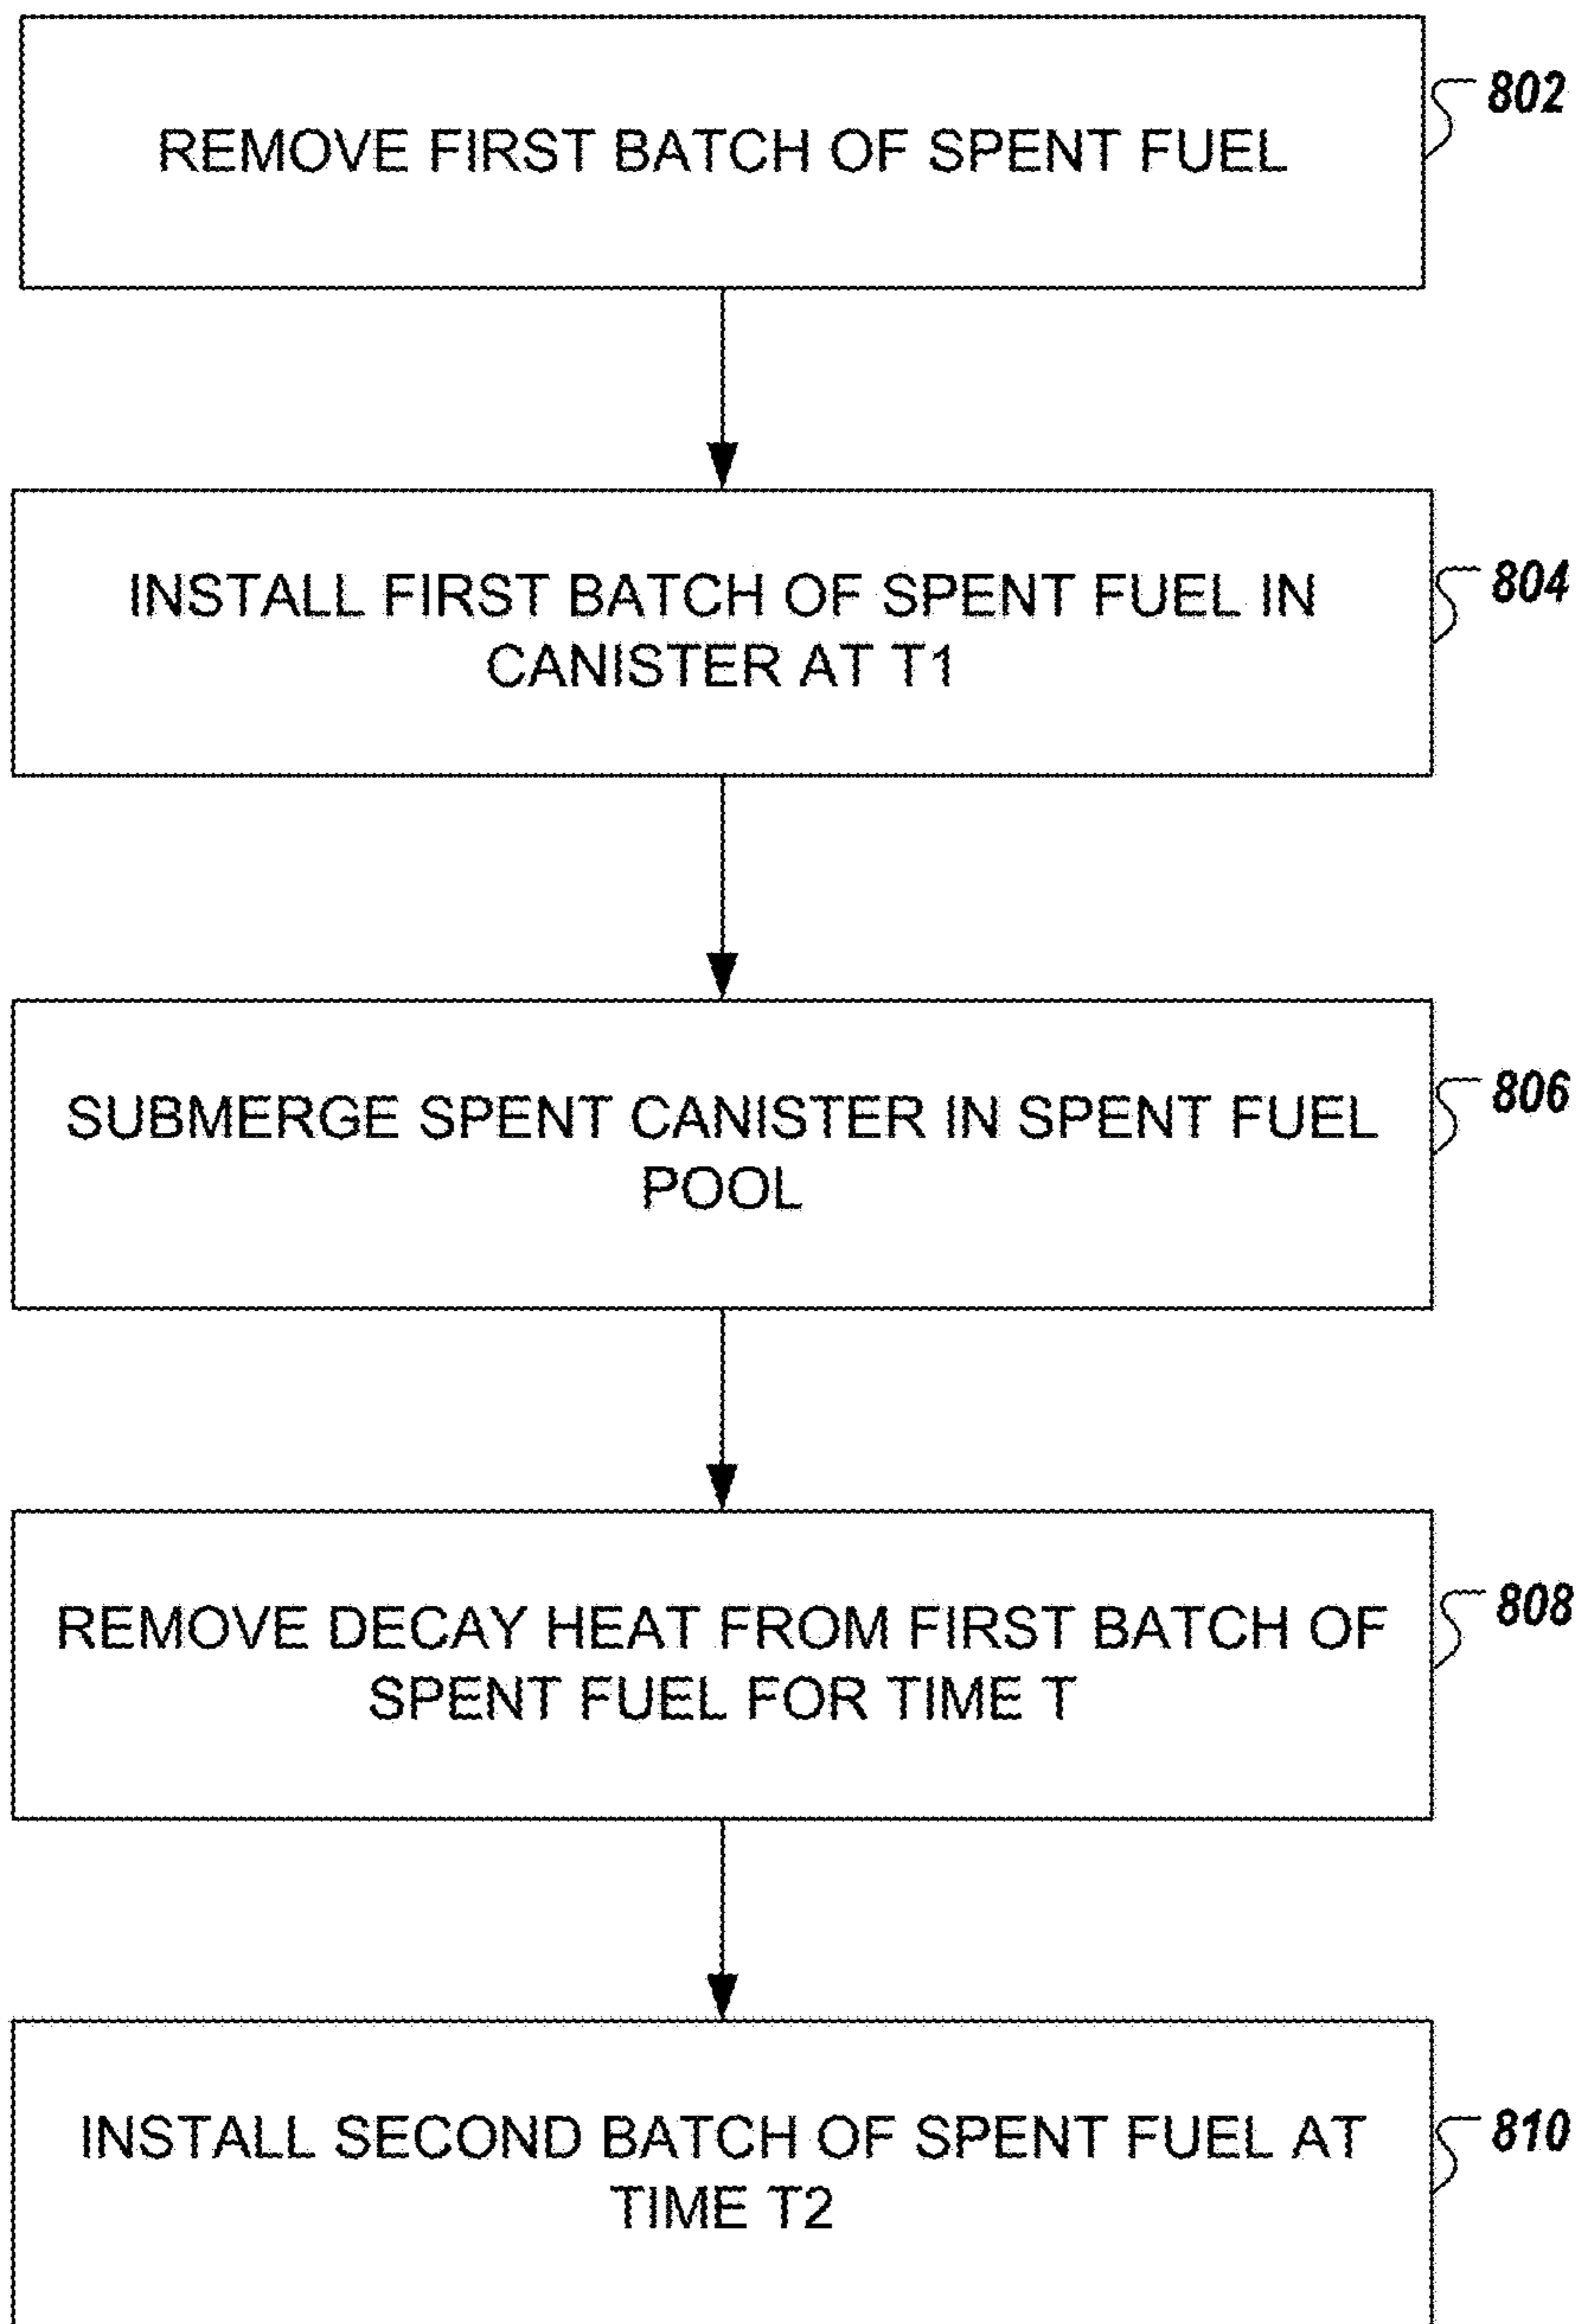 REMOVE FIRST BATCH OF SPENT FUEL
802
INSTALL FIRST BATCH OF SPENT FUEL IN
CANISTER AT T1
804
SUBMERGE SPENT CANISTER IN SPENT FUEL
POOL
806
REMOVE DECAY HEAT FROM FIRST BATCH OF
SPENT FUEL FOR TIME T
808
INSTALL SECOND BATCH OF SPENT FUEL AT
TIME T2
810